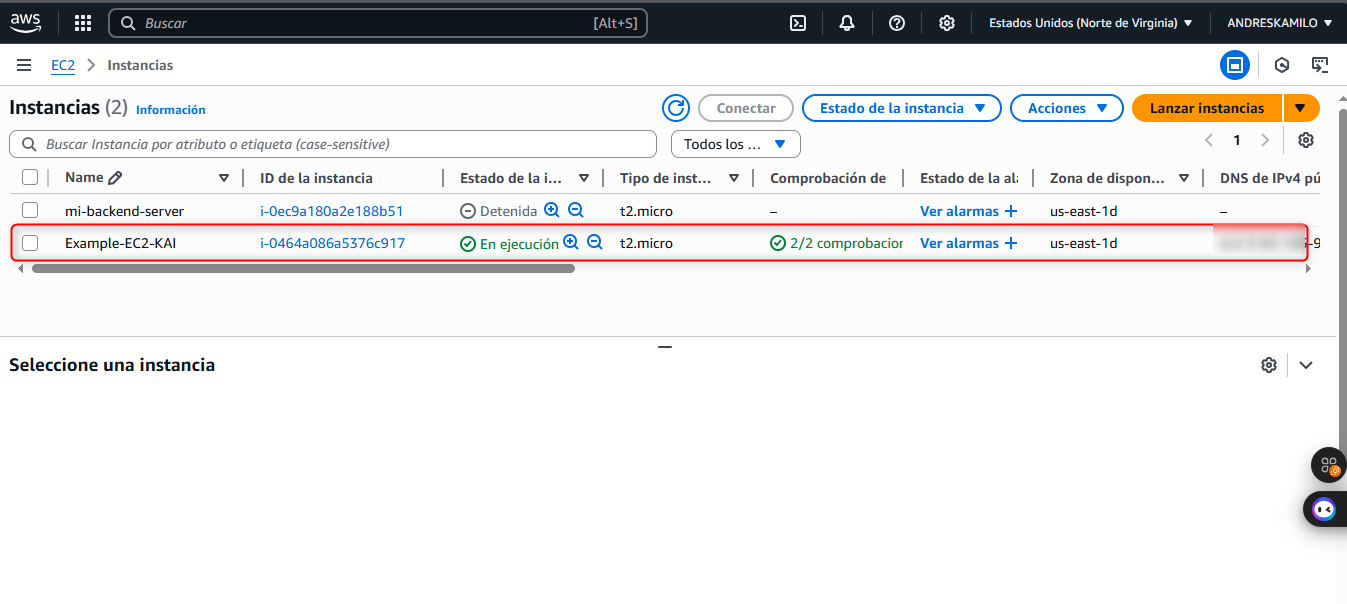 aws
Buscar [Alt+S] Estados Unidos (Norte de Virginia) ANDRESKAMILO
EC2 Instancias
Instancias (2) Información Conectar Estado de la instancia Acciones Lanzar instancias
Buscar Instancia por atributo o etiqueta (case-sensitive) Todos los ... 1
Name ID de la instancia Estado de la i... Tipo de inst... Comprobación de Estado de la ala Zona de dispon... DNS de IPv4 pú
mi-backend-server i-0ec9a180a2e188b51 Detenida t2.micro – Ver alarmas + us-east-1d –
Example-EC2-KAI i-0464a086a5376c917 En ejecución t2.micro 2/2 comprobacion Ver alarmas + us-east-1d
Seleccione una instancia